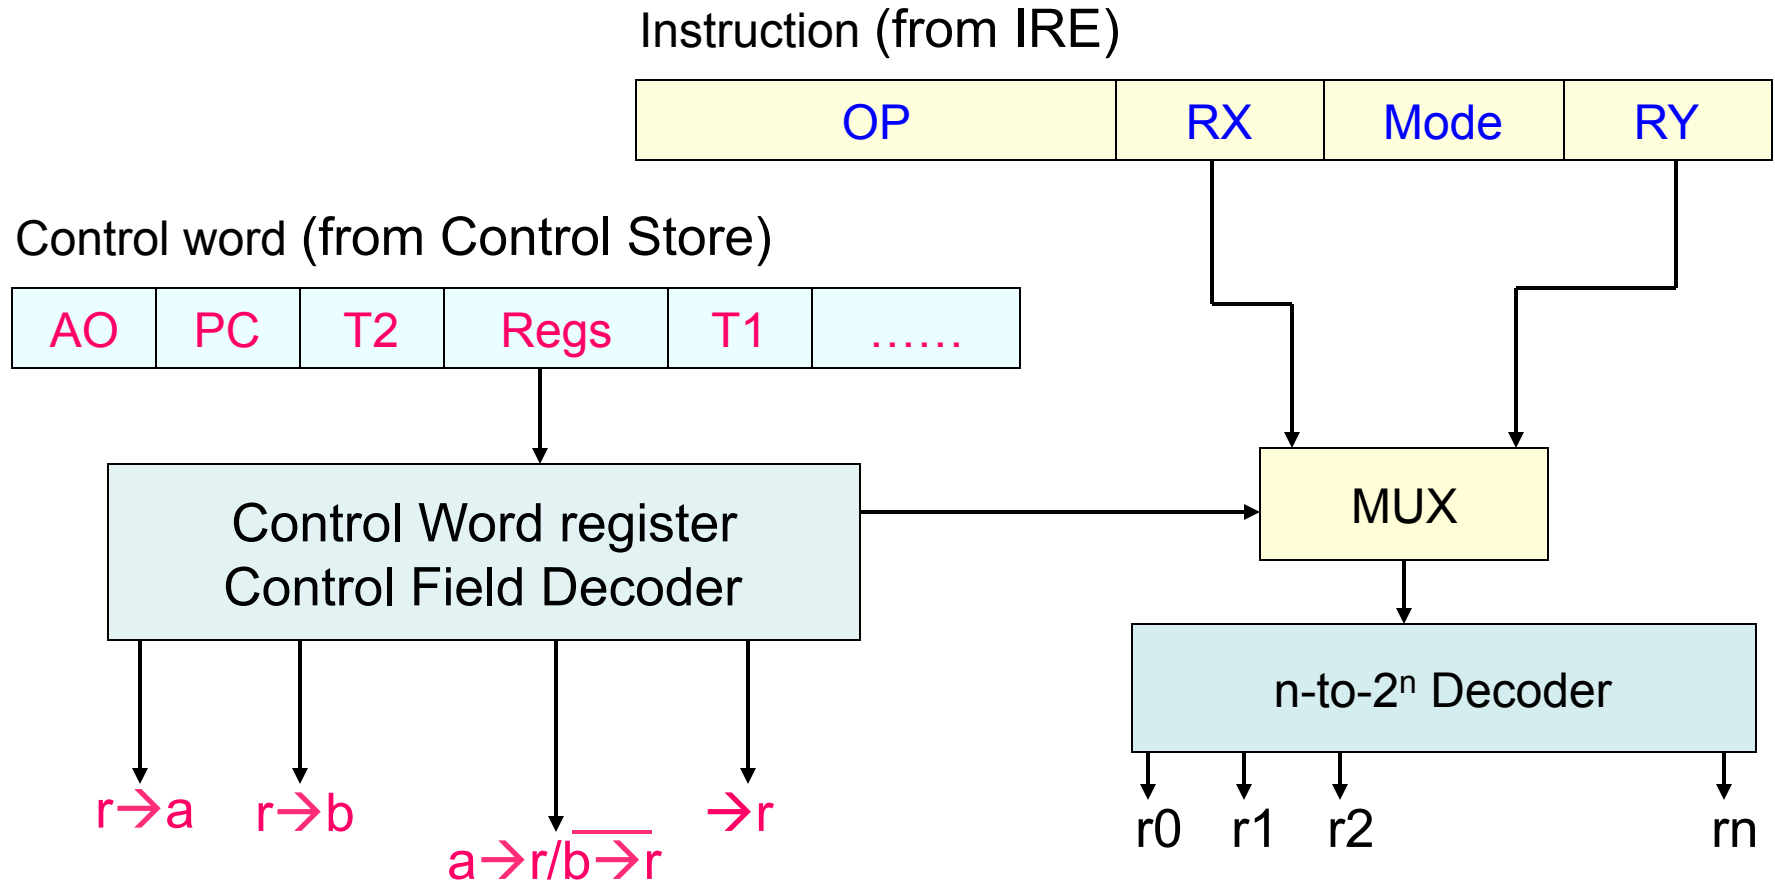 Instruction (from IRE)
OP RX Mode RY
Control word (from Control Store)
AO PC T2 Regs T1 ……
Control Word register
Control Field Decoder
MUX
n-to-2ⁿ Decoder
r→a r→b a→r/b→r →r
r0 r1 r2 rn